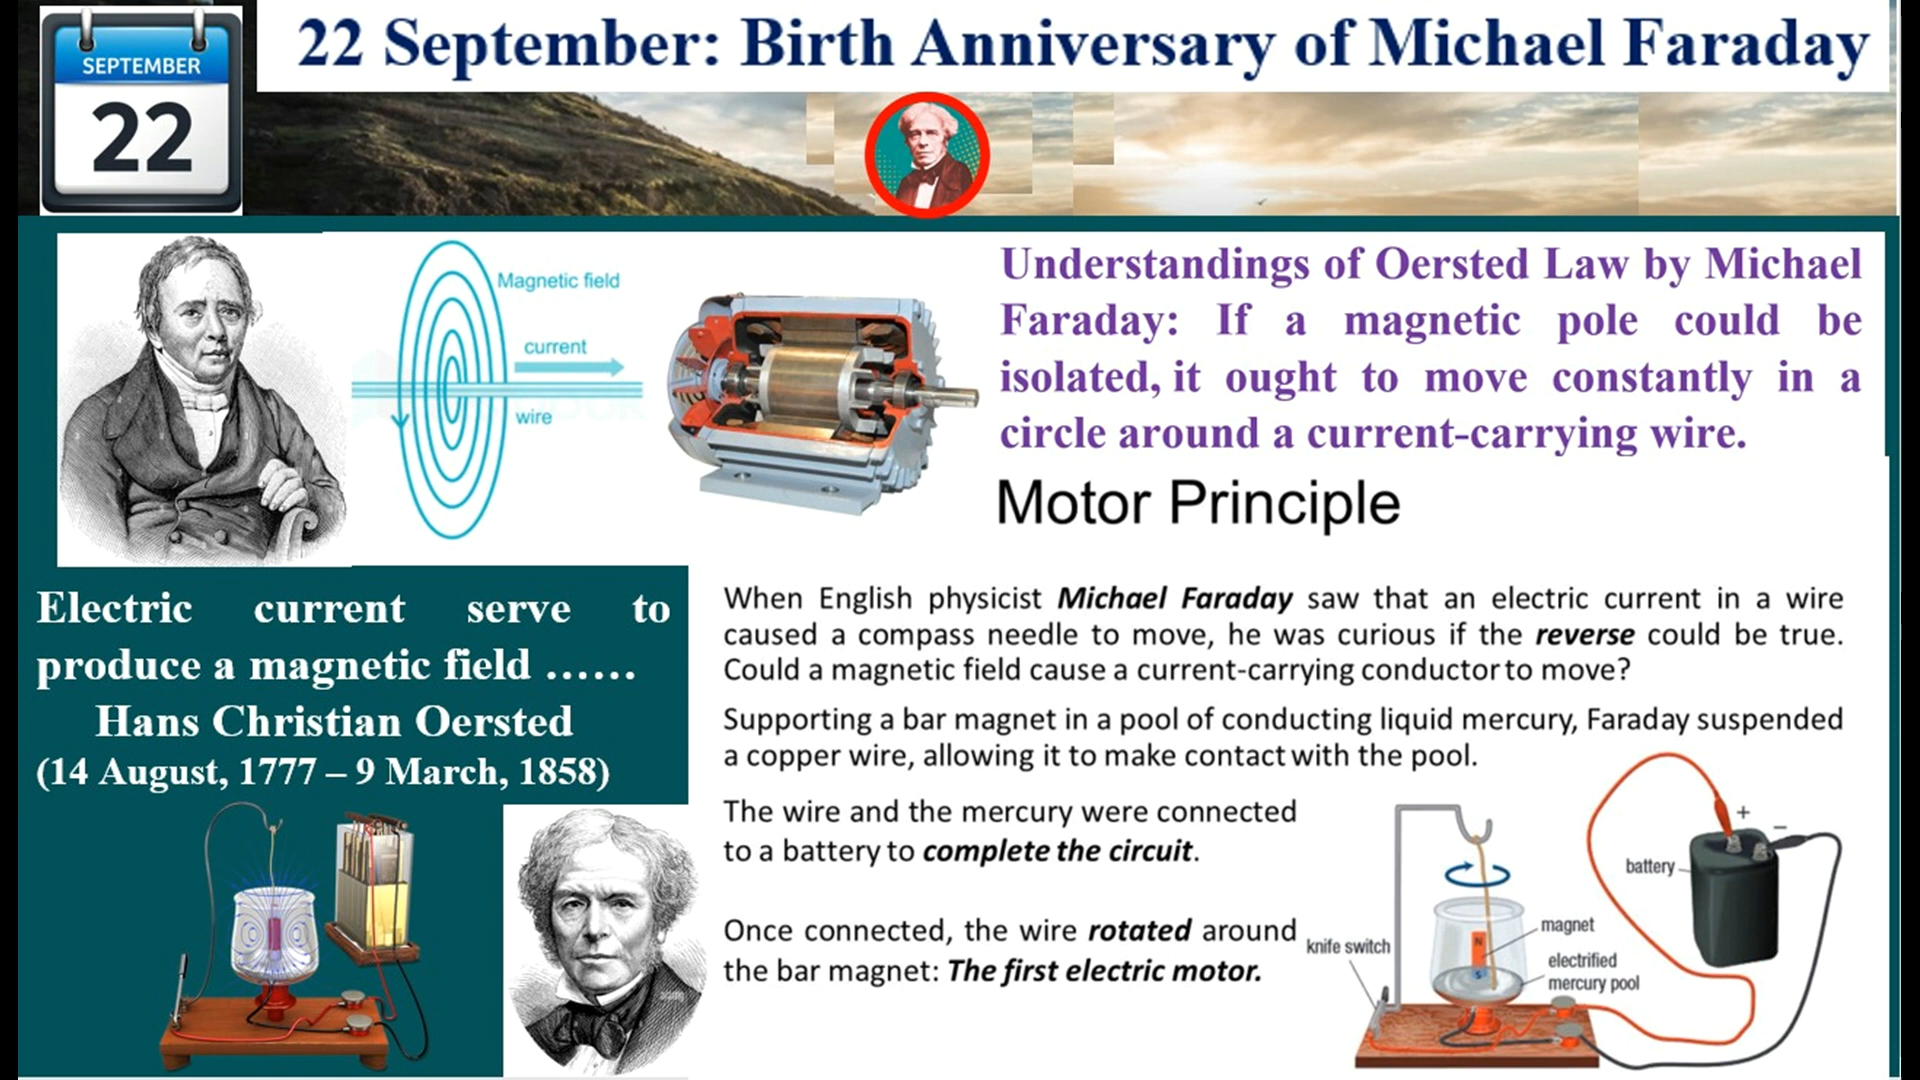 SEPTEMBER
22
22 September: Birth Anniversary of Michael Faraday
Magnetic field
current
wire
Understandings of Oersted Law by Michael
Faraday: If a magnetic pole could be
isolated, it ought to move constantly in a
circle around a current-carrying wire.
Motor Principle
Electric current serve to
produce a magnetic field ......
Hans Christian Oersted
(14 August, 1777 – 9 March, 1858)
When English physicist Michael Faraday saw that an electric current in a wire
caused a compass needle to move, he was curious if the reverse could be true.
Could a magnetic field cause a current-carrying conductor to move?
Supporting a bar magnet in a pool of conducting liquid mercury, Faraday suspended
a copper wire, allowing it to make contact with the pool.
The wire and the mercury were connected
to a battery to complete the circuit.
Once connected, the wire rotated around
the bar magnet: The first electric motor.
+
−
battery
magnet
N
S
knife switch
electrified
mercury pool